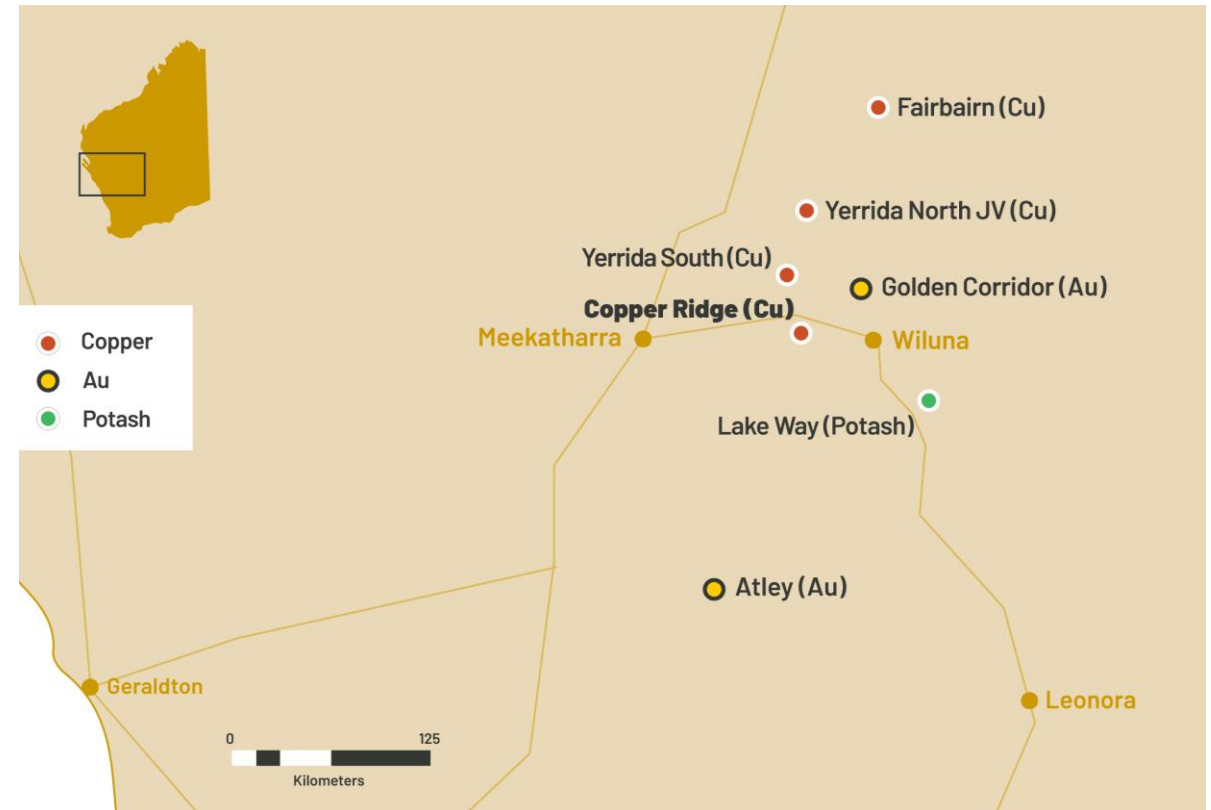 Fairbairn (Cu)
Yerrida North JV (Cu)
Yerrida South (Cu)
Golden Corridor (Au)
Copper Ridge (Cu)
Meekatharra
Wiluna
Copper
Au
Potash
Lake Way (Potash)
Atley (Au)
Geraldton
Leonora
0 125
Kilometers